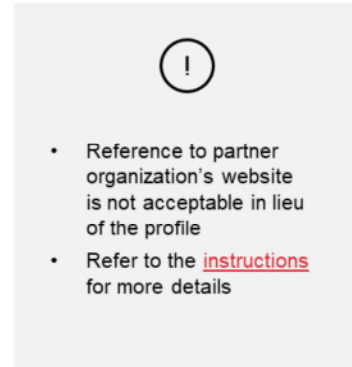 !
• Reference to partner
organization's website
is not acceptable in lieu
of the profile
• Refer to the instructions
for more details